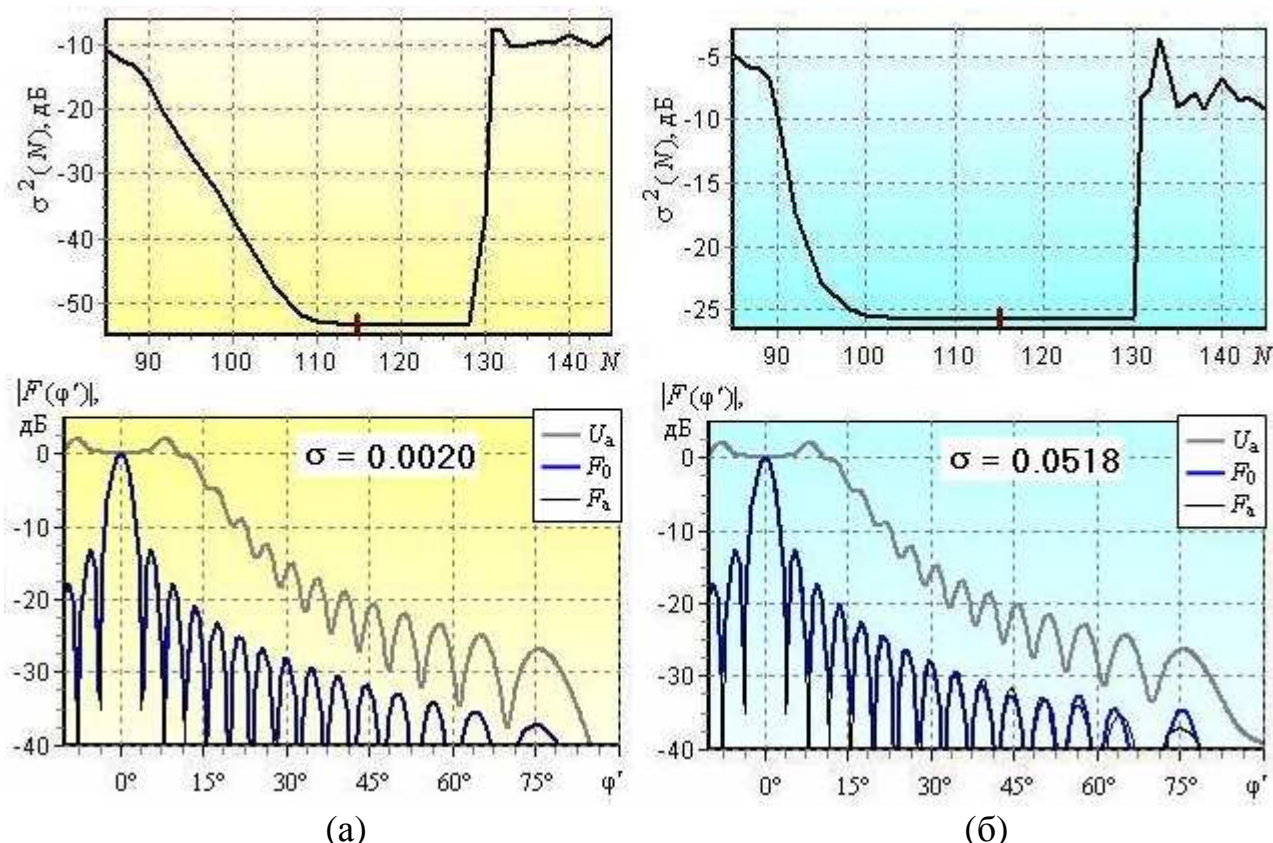 σ²(N), дБ
-10
-20
-30
-40
-50
90 100 110 120 130 140 N
σ²(N), дБ
-5
-10
-15
-20
-25
90 100 110 120 130 140 N
|F(φ')|,
дБ
0
-10
-20
-30
-40
σ = 0.0020
Uа
F₀
Fа
0° 15° 30° 45° 60° 75° φ'
|F(φ')|,
дБ
0
-10
-20
-30
-40
σ = 0.0518
Uа
F₀
Fа
0° 15° 30° 45° 60° 75° φ'
(а)
(б)